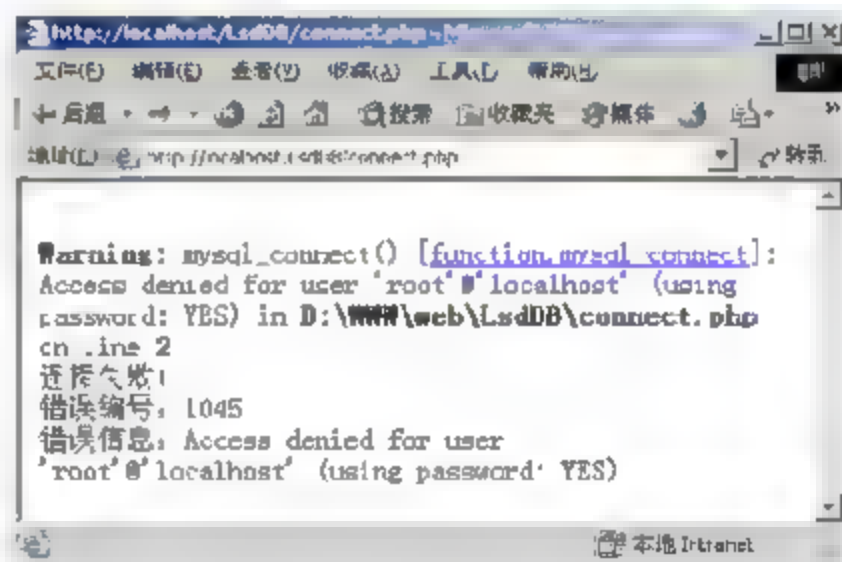 http://localhost/LsdDB/connect.php -
文件(F) 编辑(E) 查看(V) 收藏(A) 工具(T) 帮助(H)
后退 搜索 收藏夹 媒体 »
地址(D) http://localhost/LsdDB/connect.php 转到
Warning: mysql_connect() [function.mysql connect]:
Access denied for user 'root'@'localhost' (using
password: YES) in D:\WWW\web\LsdDB\connect.php
on line 2
连接失败!
错误编号: 1045
错误信息: Access denied for user
'root'@'localhost' (using password: YES)
本地 Intranet